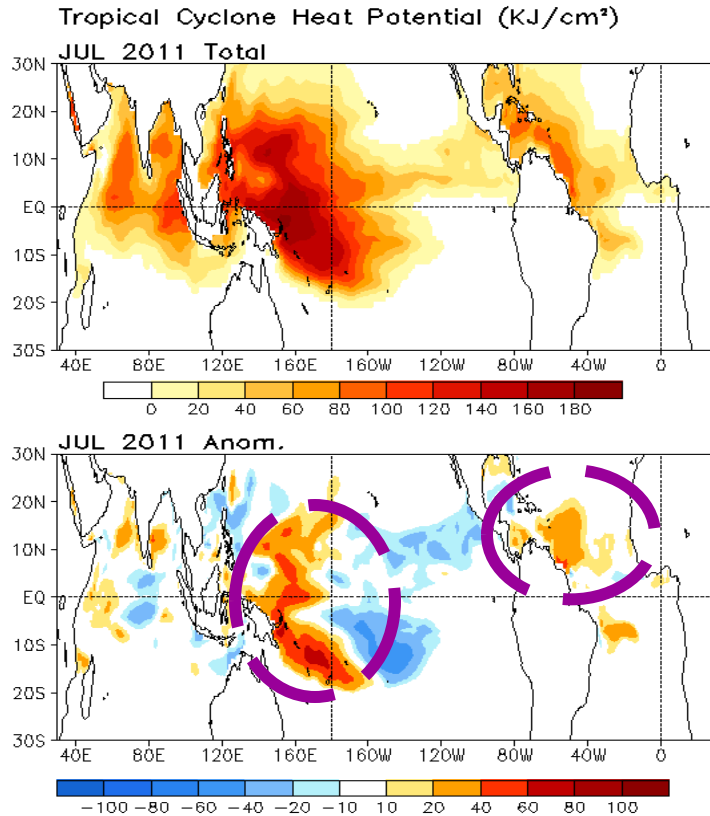 Tropical Cyclone Heat Potential (KJ/cm²)
JUL 2011 Total
30N
20N
10N
EQ
10S
20S
30S
40E 80E 120E 160E 160W 120W 80W 40W 0
0 20 40 60 80 100 120 140 160 180
JUL 2011 Anom.
30N
20N
10N
EQ
10S
20S
30S
40E 80E 120E 160E 160W 120W 80W 40W 0
-100 -80 -60 -40 -20 -10 10 20 40 60 80 100